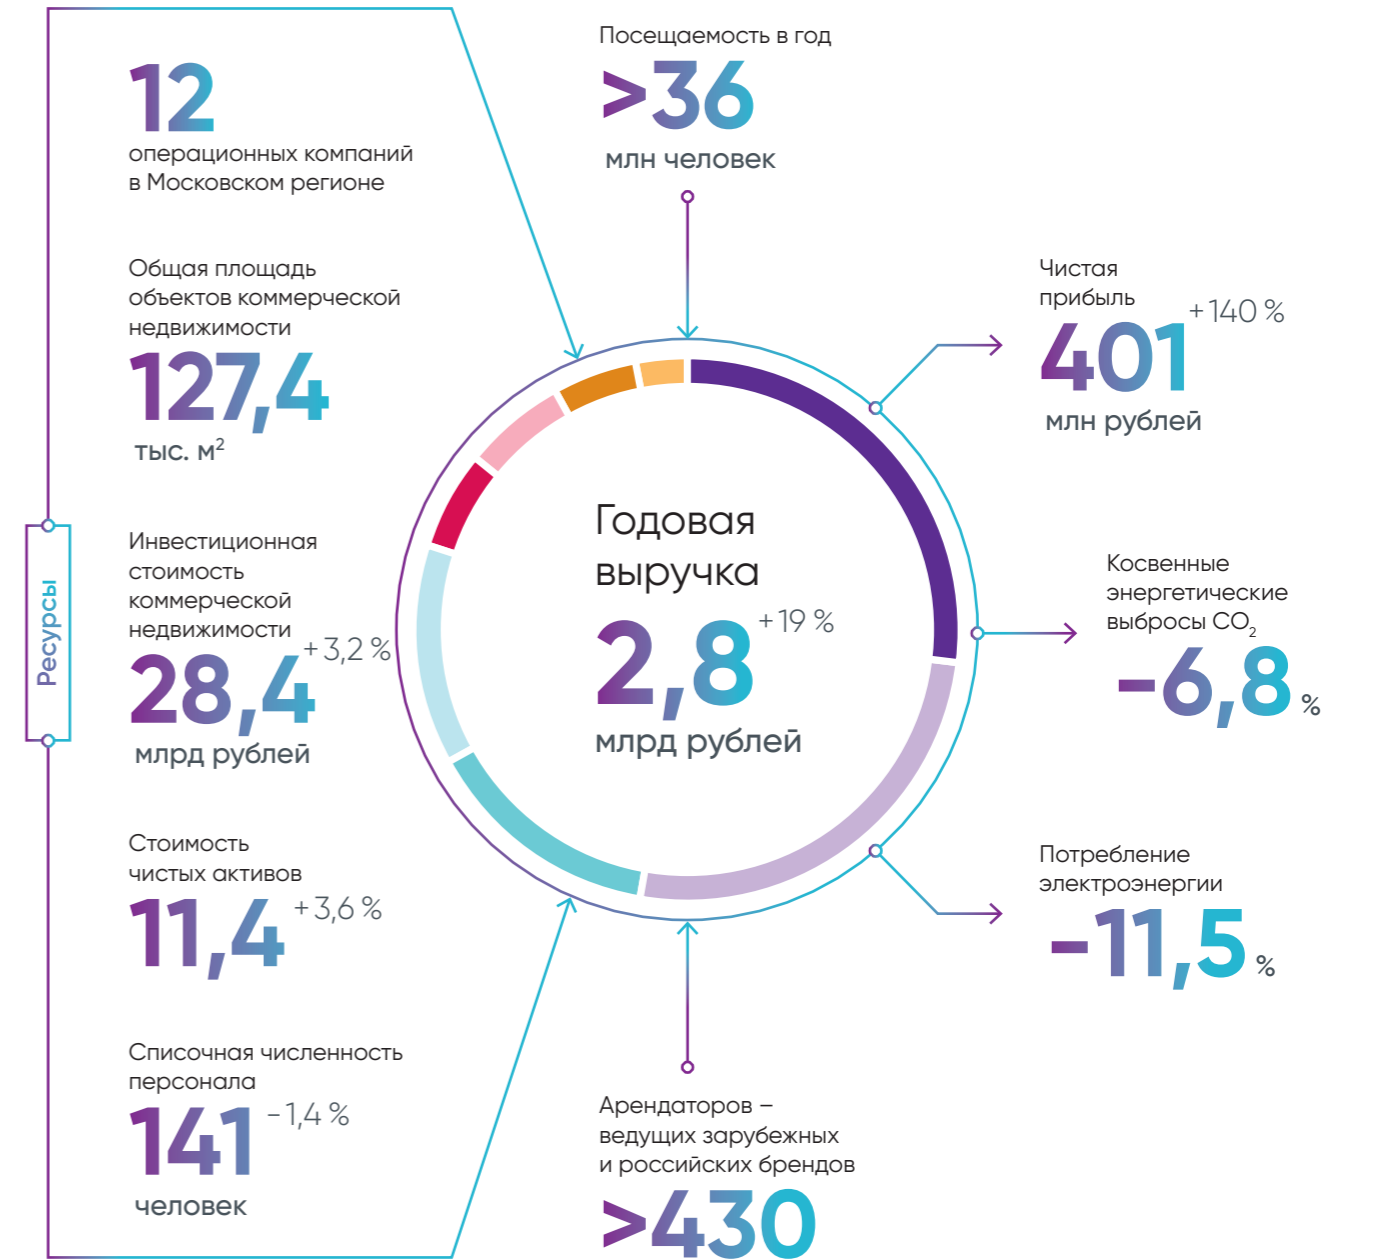 Ресурсы
12
операционных компаний
в Московском регионе
Общая площадь
объектов коммерческой
недвижимости
127,4
тыс. м²
Инвестиционная
стоимость
коммерческой
недвижимости
28,4 +3,2 %
млрд рублей
Стоимость
чистых активов
11,4 +3,6 %
Списочная численность
персонала
141 -1,4 %
человек
Посещаемость в год
>36
млн человек
Годовая
выручка
2,8 +19 %
млрд рублей
Арендаторов –
ведущих зарубежных
и российских брендов
>430
Чистая
прибыль
401 +140 %
млн рублей
Косвенные
энергетические
выбросы CO₂
-6,8 %
Потребление
электроэнергии
-11,5 %